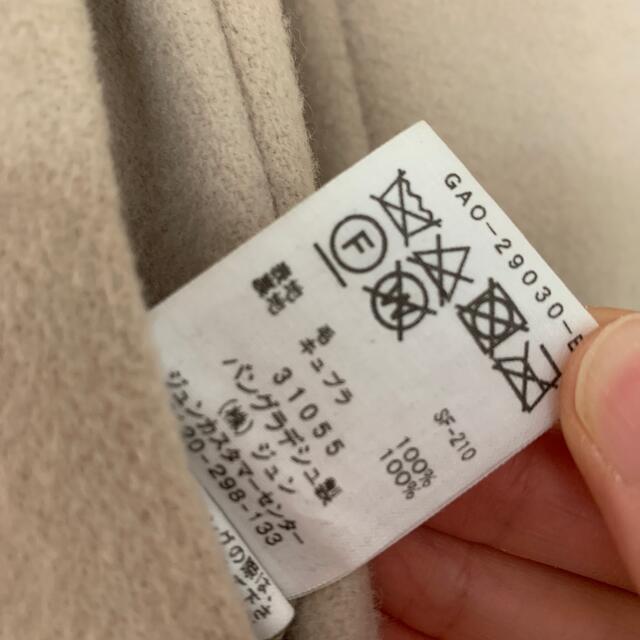 GAO-29030-
F
W
SF-210
表地 毛 100%
裏地 キュプラ 100%
31055
バングラデシュ製
(株) ジュン
ジュンカスタマーセンター
20-298-133